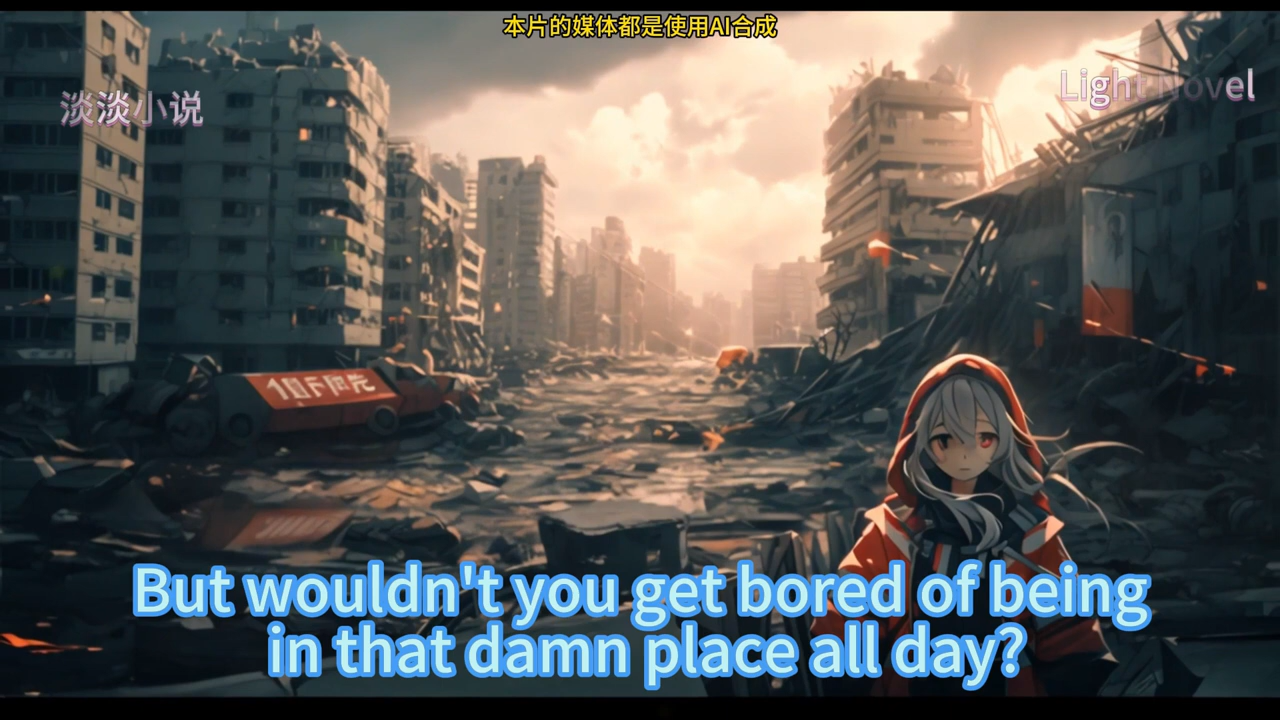 本片的媒体都是使用AI合成
淡淡小说
Light Novel
But wouldn't you get bored of being
in that damn place all day?